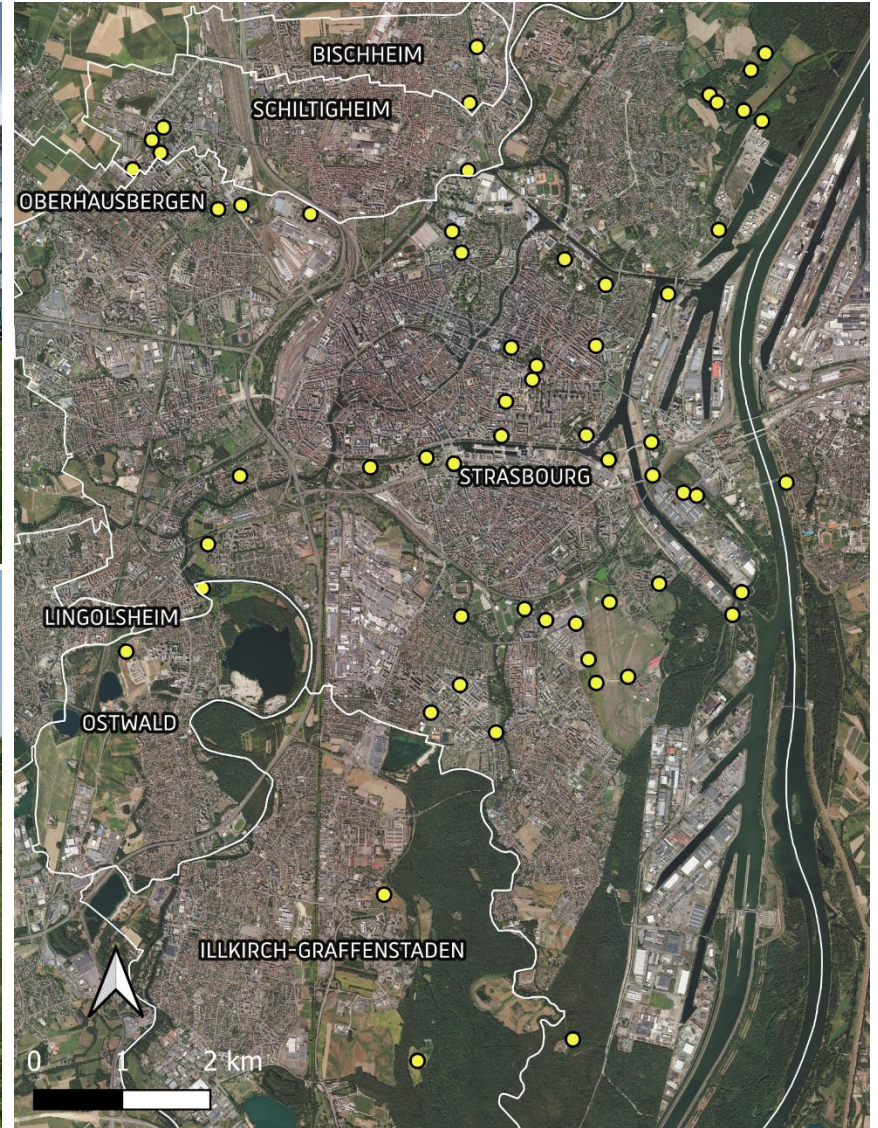 BISCHHEIM
SCHILTIGHEIM
OBERHAUSBERGEN
STRASBOURG
LINGOLSHEIM
OSTWALD
ILLKIRCH-GRAFFENSTADEN
0 1 2 km